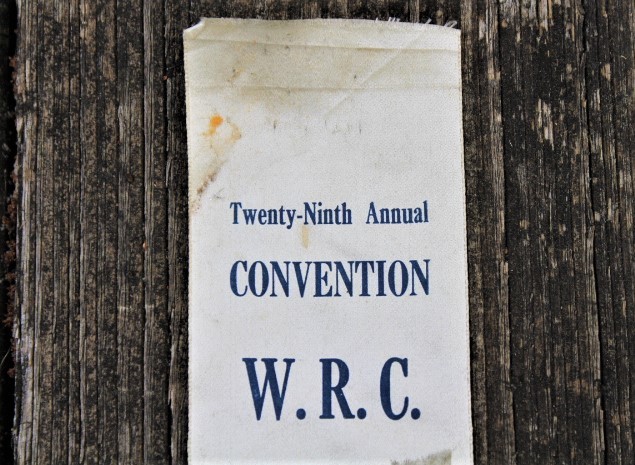 Twenty-Ninth Annual
CONVENTION
W. R. C.